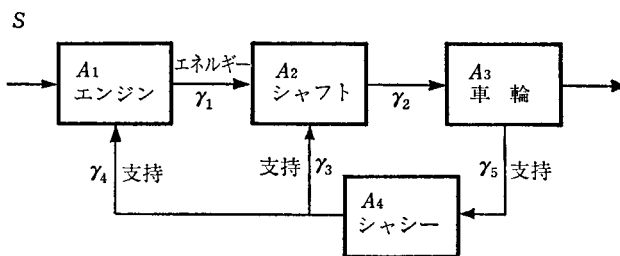 S
A1
エンジン
エネルギー
γ1
A2
シャフト
γ2
A3
車 輪
γ4 支持
支持 γ3
γ5 支持
A4
シャシー